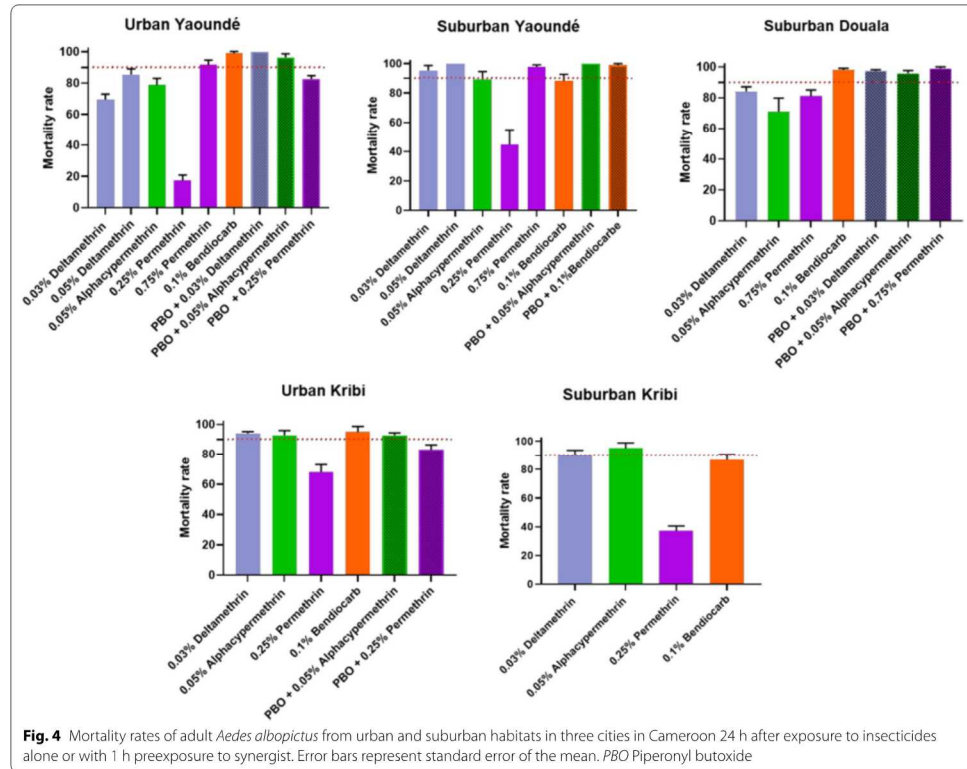 Urban Yaoundé
Mortality rate
100
80
60
40
20
0
0.03% Deltamethrin
0.05% Deltamethrin
0.05% Alphacypermethrin
0.25% Permethrin
0.75% Permethrin
0.1% Bendiocarb
PBO + 0.03% Deltamethrin
PBO + 0.05% Alphacypermethrin
PBO + 0.25% Permethrin
Suburban Yaoundé
Mortality rate
100
80
60
40
20
0
0.03% Deltamethrin
0.05% Deltamethrin
0.05% Alphacypermethrin
0.25% Permethrin
0.75% Permethrin
0.1% Bendiocarb
PBO + 0.05% Alphacypermethrin
PBO + 0.1%Bendiocarbe
Suburban Douala
Mortality rate
100
80
60
40
20
0
0.03% Deltamethrin
0.05% Alphacypermethrin
0.75% Permethrin
0.1% Bendiocarb
PBO + 0.03% Deltamethrin
PBO + 0.05% Alphacypermethrin
PBO + 0.75% Permethrin
Urban Kribi
Mortality rate
100
80
60
40
20
0
0.03% Deltamethrin
0.05% Alphacypermethrin
0.25% Permethrin
0.1% Bendiocarb
PBO + 0.05% Alphacypermethrin
PBO + 0.25% Permethrin
Suburban Kribi
Mortality rate
100
80
60
40
20
0
0.03% Deltamethrin
0.05% Alphacypermethrin
0.25% Permethrin
0.1% Bendiocarb
Fig. 4 Mortality rates of adult Aedes albopictus from urban and suburban habitats in three cities in Cameroon 24 h after exposure to insecticides
alone or with 1 h preexposure to synergist. Error bars represent standard error of the mean. PBO Piperonyl butoxide